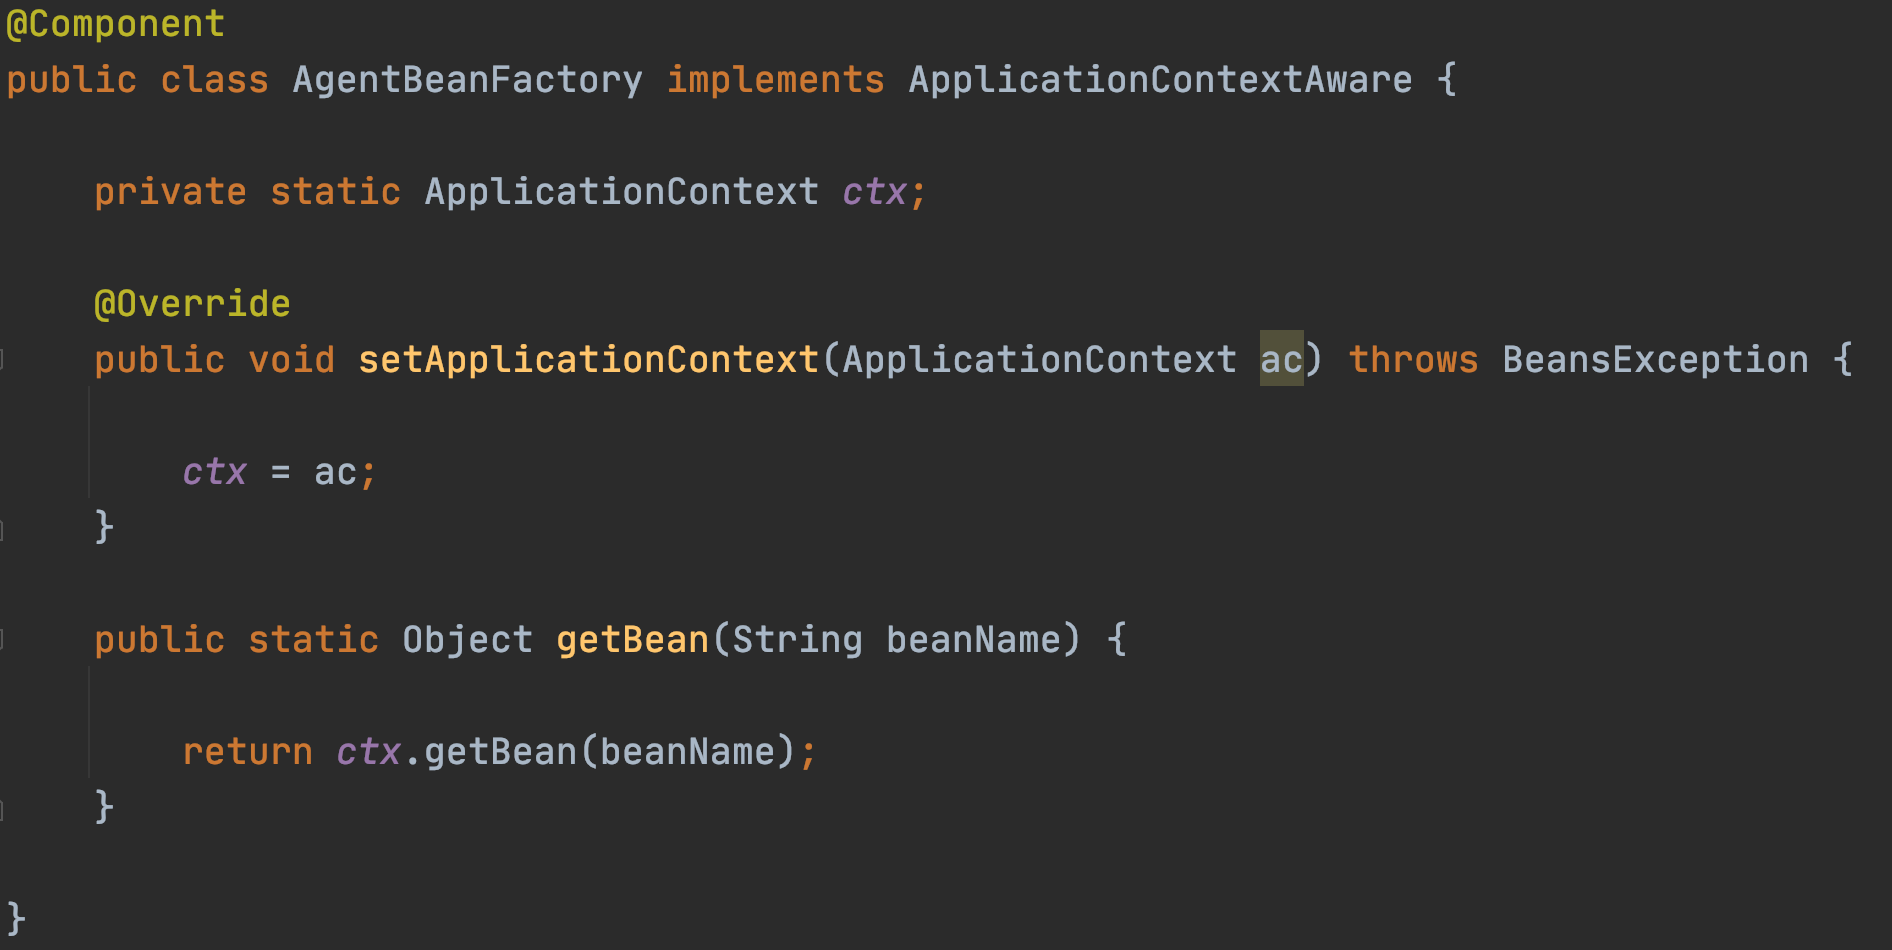 @Component
public class AgentBeanFactory implements ApplicationContextAware {
    private static ApplicationContext ctx;
    @Override
    public void setApplicationContext(ApplicationContext ac) throws BeansException {
        ctx = ac;
    }
    public static Object getBean(String beanName) {
        return ctx.getBean(beanName);
    }
}